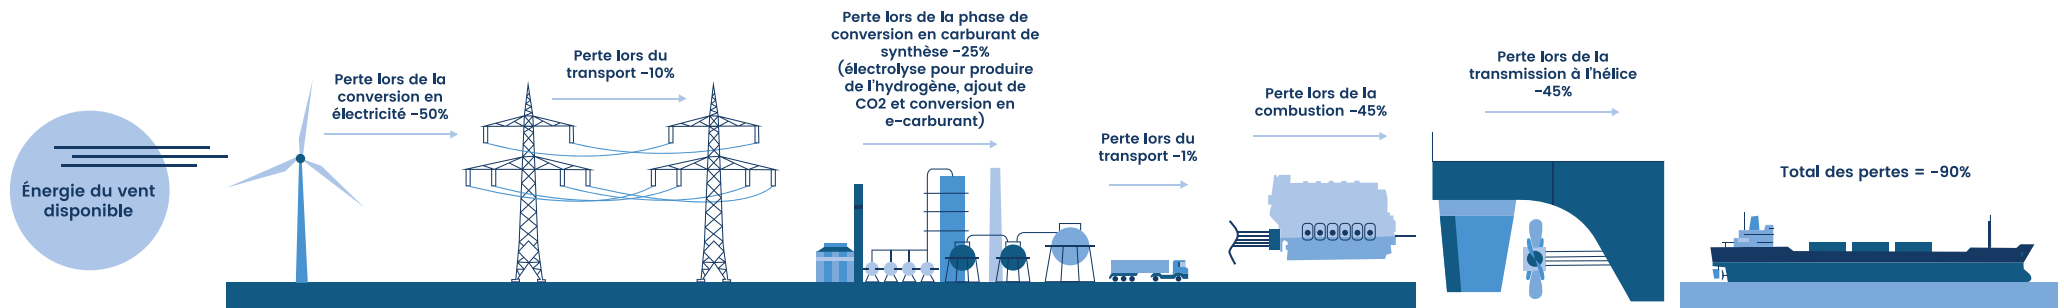 Énergie du vent
disponible
Perte lors de la
conversion en
électricité -50%
Perte lors du
transport -10%
Perte lors de la phase de
conversion en carburant de
synthèse -25%
(électrolyse pour produire
de l'hydrogène, ajout de
CO2 et conversion en
e-carburant)
Perte lors du
transport -1%
Perte lors de la
combustion -45%
Perte lors de la
transmission à l'hélice
-45%
Total des pertes = -90%